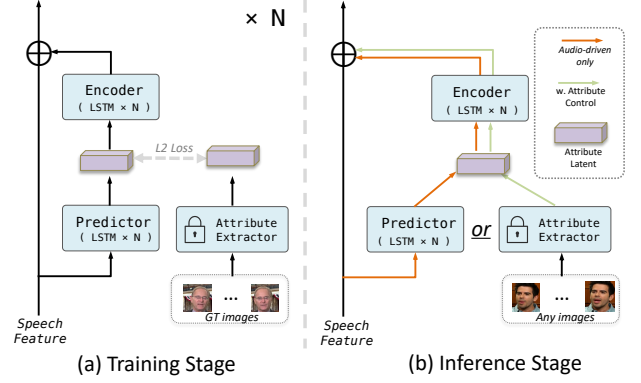 × N
Encoder
( LSTM × N )
L2 Loss
Predictor
( LSTM × N )
Attribute
Extractor
...
GT images
Speech
Feature
(a) Training Stage
Encoder
( LSTM × N )
Predictor
( LSTM × N )
or
Attribute
Extractor
...
Any images
Speech
Feature
(b) Inference Stage
Audio-driven
only
w. Attribute
Control
Attribute
Latent